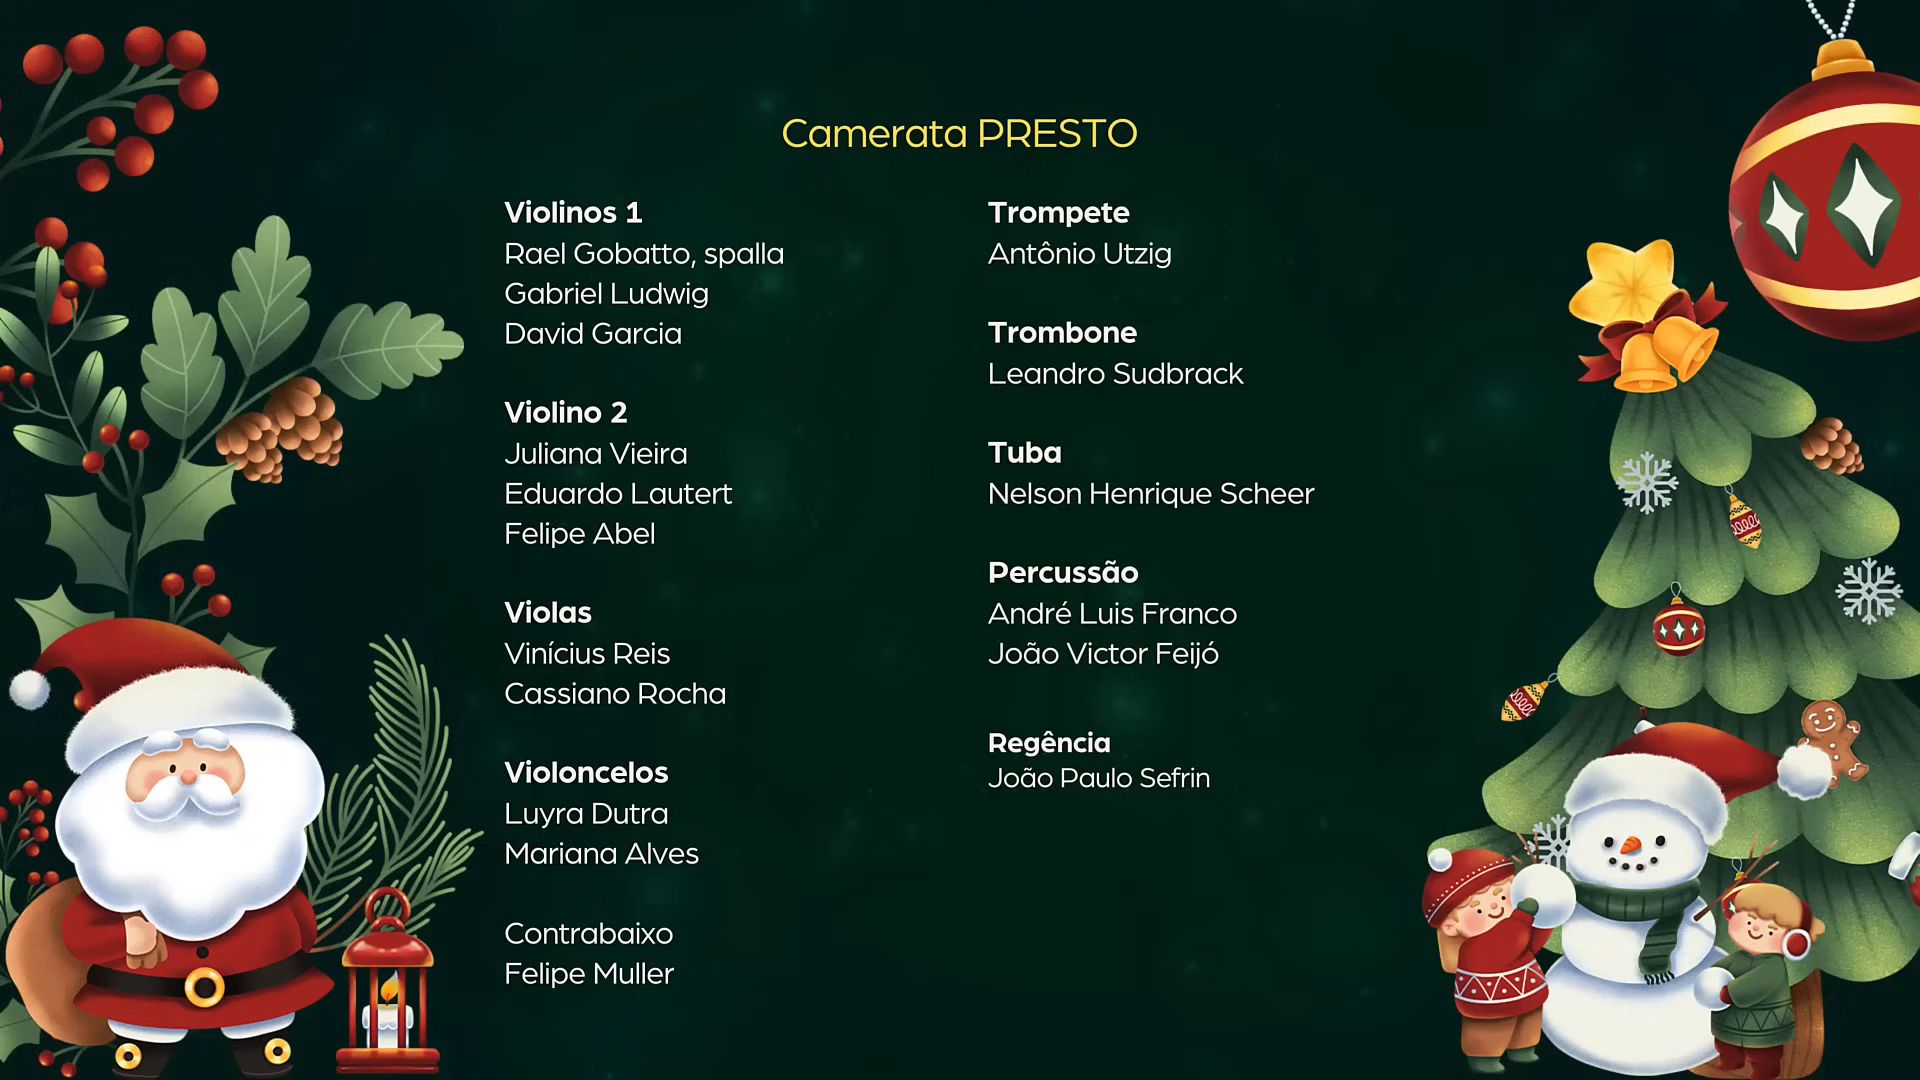 Camerata PRESTO
Violinos 1
Rael Gobatto, spalla
Gabriel Ludwig
David Garcia
Violino 2
Juliana Vieira
Eduardo Lautert
Felipe Abel
Violas
Vinícius Reis
Cassiano Rocha
Violoncelos
Luyra Dutra
Mariana Alves
Contrabaixo
Felipe Muller
Trompete
Antônio Utzig
Trombone
Leandro Sudbrack
Tuba
Nelson Henrique Scheer
Percussão
André Luis Franco
João Victor Feijó
Regência
João Paulo Sefrin